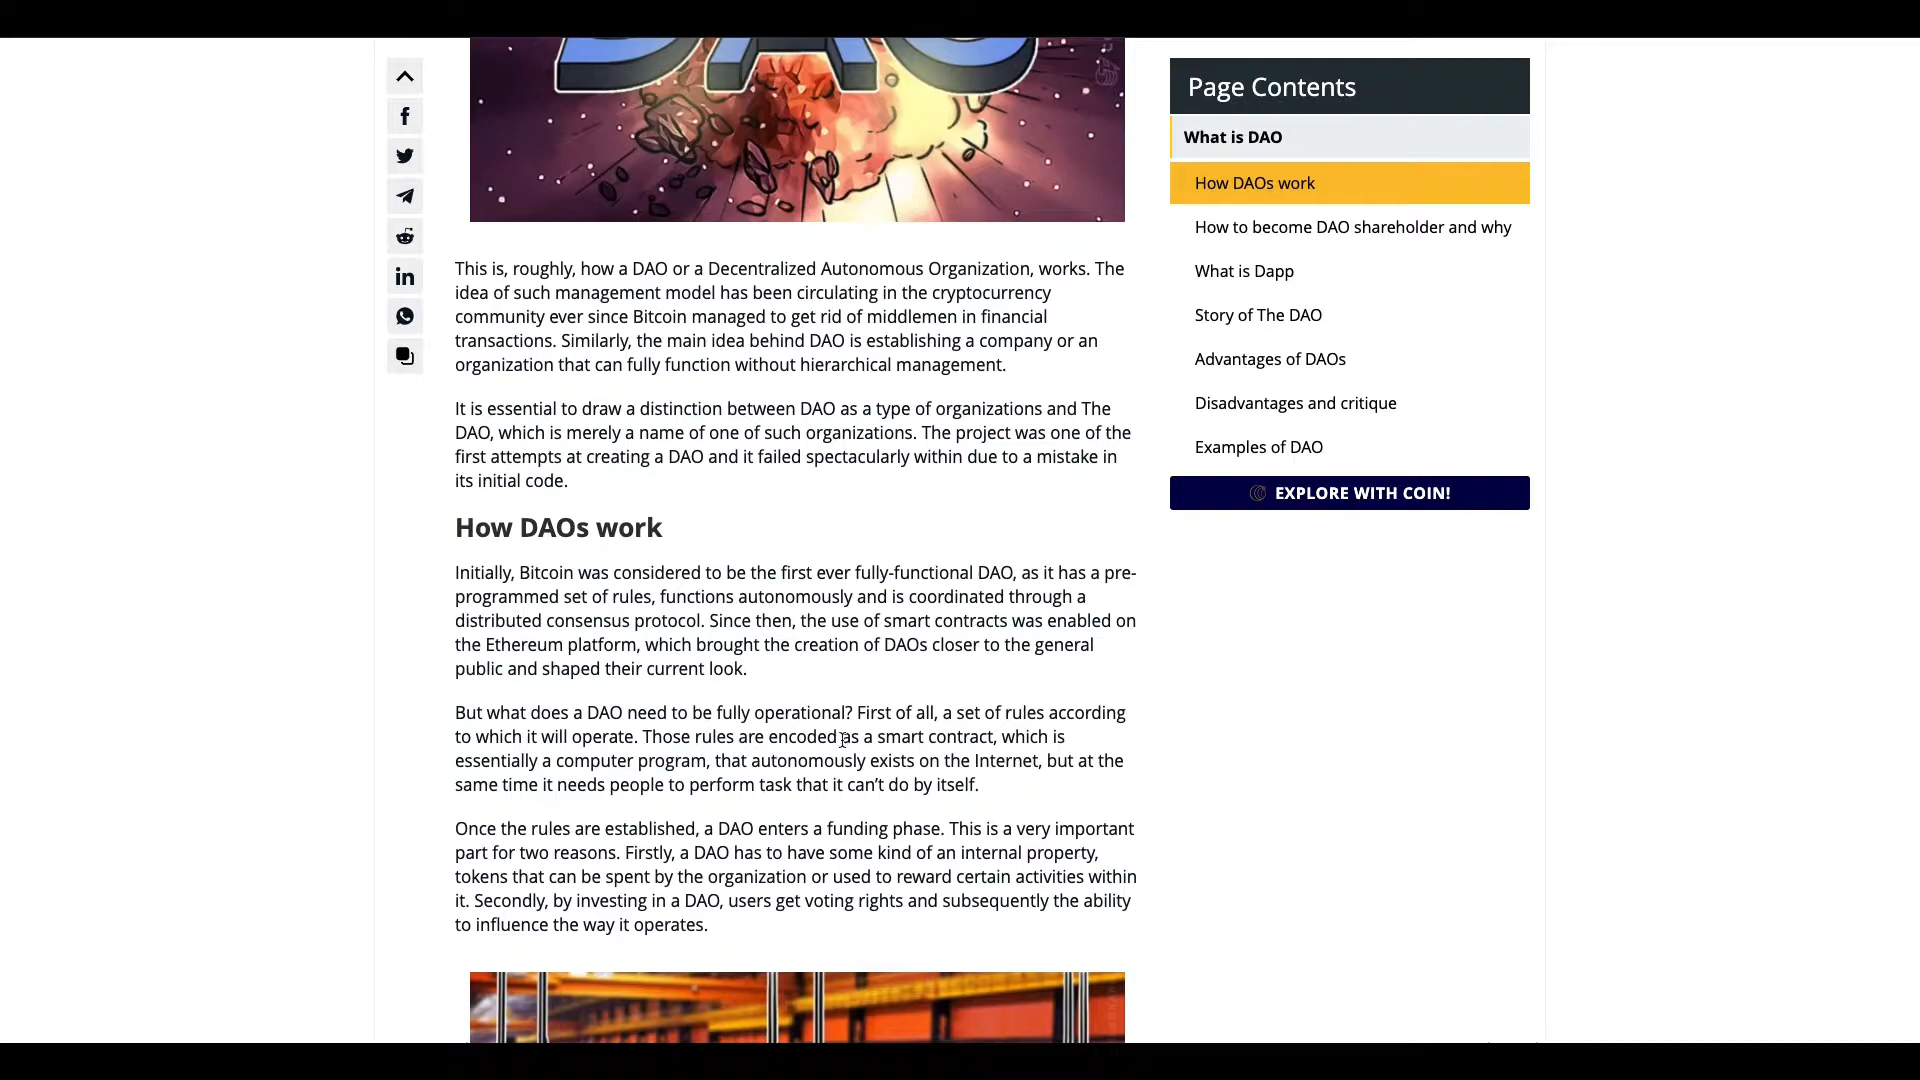 DAO
This is, roughly, how a DAO or a Decentralized Autonomous Organization, works. The
idea of such management model has been circulating in the cryptocurrency
community ever since Bitcoin managed to get rid of middlemen in financial
transactions. Similarly, the main idea behind DAO is establishing a company or an
organization that can fully function without hierarchical management.
It is essential to draw a distinction between DAO as a type of organizations and The
DAO, which is merely a name of one of such organizations. The project was one of the
first attempts at creating a DAO and it failed spectacularly within due to a mistake in
its initial code.
How DAOs work
Initially, Bitcoin was considered to be the first ever fully-functional DAO, as it has a pre-
programmed set of rules, functions autonomously and is coordinated through a
distributed consensus protocol. Since then, the use of smart contracts was enabled on
the Ethereum platform, which brought the creation of DAOs closer to the general
public and shaped their current look.
But what does a DAO need to be fully operational? First of all, a set of rules according
to which it will operate. Those rules are encoded as a smart contract, which is
essentially a computer program, that autonomously exists on the Internet, but at the
same time it needs people to perform task that it can’t do by itself.
Once the rules are established, a DAO enters a funding phase. This is a very important
part for two reasons. Firstly, a DAO has to have some kind of an internal property,
tokens that can be spent by the organization or used to reward certain activities within
it. Secondly, by investing in a DAO, users get voting rights and subsequently the ability
to influence the way it operates.
Page Contents
What is DAO
How DAOs work
How to become DAO shareholder and why
What is Dapp
Story of The DAO
Advantages of DAOs
Disadvantages and critique
Examples of DAO
EXPLORE WITH COIN!